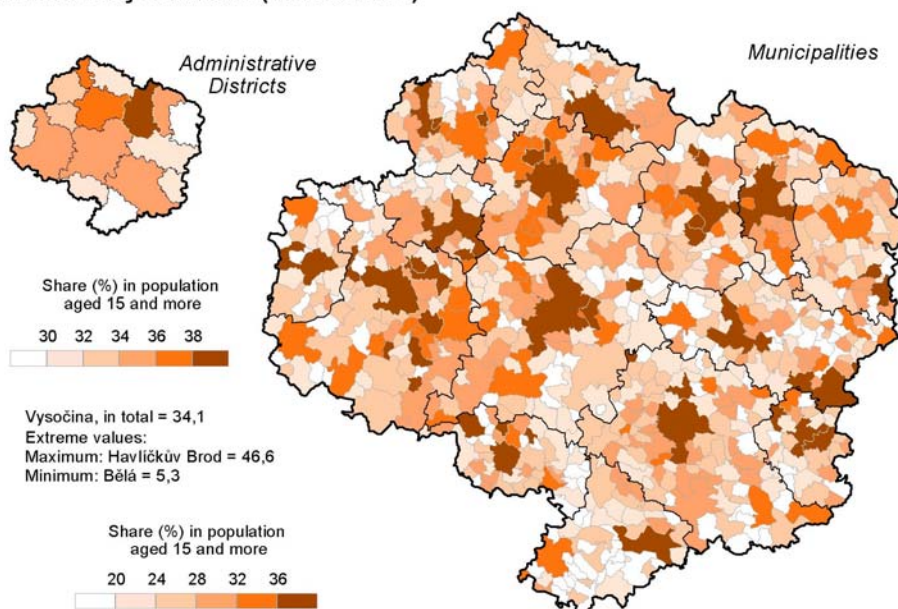 Administrative
Districts
Municipalities
Share (%) in population
aged 15 and more
30 32 34 36 38
Vysočina, in total = 34,1
Extreme values:
Maximum: Havlíčkův Brod = 46,6
Minimum: Bělá = 5,3
Share (%) in population
aged 15 and more
20 24 28 32 36